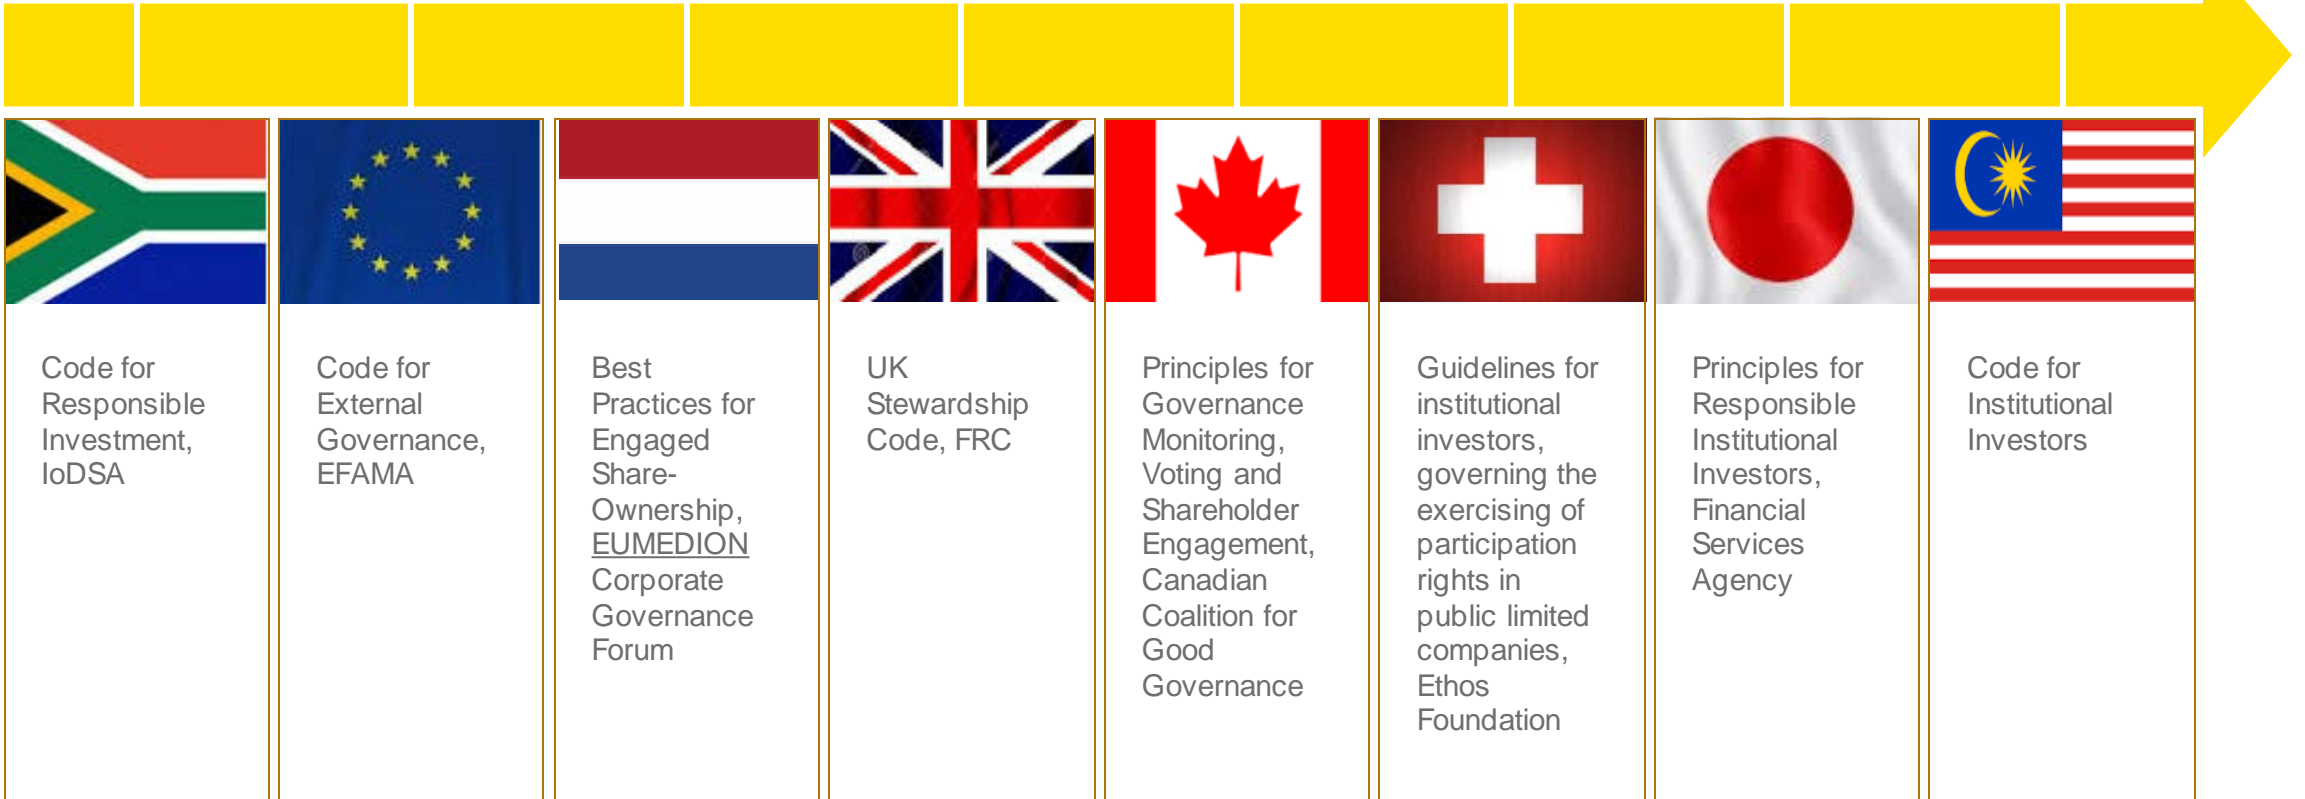 Code for
Responsible
Investment,
IoDSA
Code for
External
Governance,
EFAMA
Best
Practices for
Engaged
Share-
Ownership,
EUMEDION
Corporate
Governance
Forum
UK
Stewardship
Code, FRC
Principles for
Governance
Monitoring,
Voting and
Shareholder
Engagement,
Canadian
Coalition for
Good
Governance
Guidelines for
institutional
investors,
governing the
exercising of
participation
rights in
public limited
companies,
Ethos
Foundation
Principles for
Responsible
Institutional
Investors,
Financial
Services
Agency
Code for
Institutional
Investors